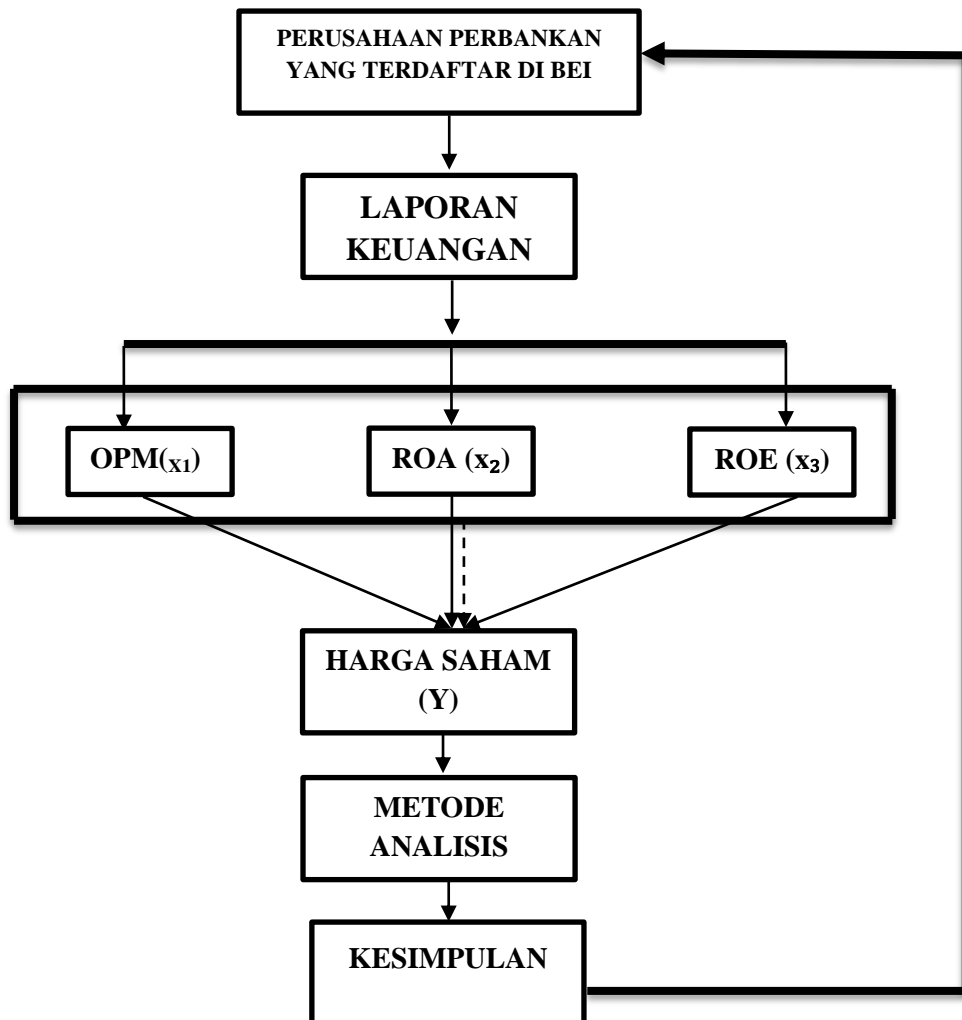 PERUSAHAAN PERBANKAN
YANG TERDAFTAR DI BEI
LAPORAN
KEUANGAN
OPM(X1)
ROA (x₂)
ROE (x₃)
HARGA SAHAM
(Y)
METODE
ANALISIS
KESIMPULAN